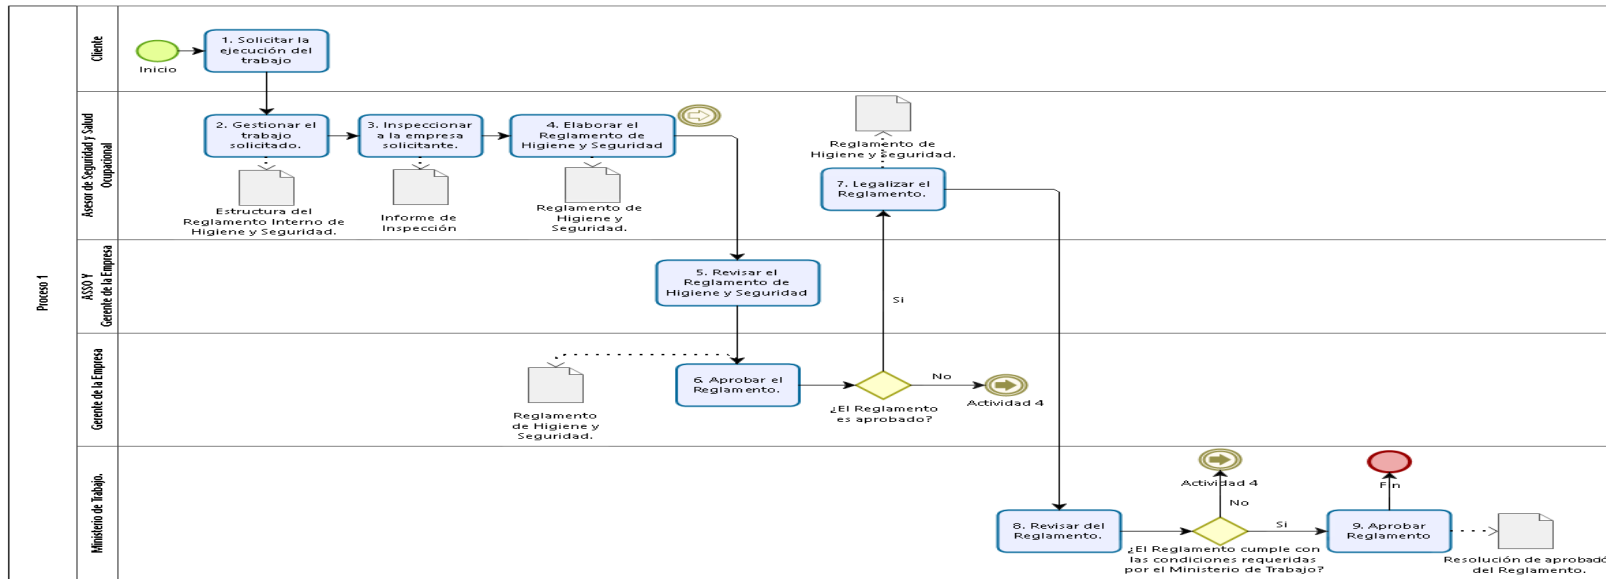 Proceso 1
Cliente
Inicio
1. Solicitar la
ejecución del
trabajo
Asesor de Seguridad y Salud
Ocupacional
2. Gestionar el
trabajo
solicitado.
3. Inspeccionar
a la empresa
solicitante.
4. Elaborar el
Reglamento de
Higiene y Seguridad
Estructura del
Reglamento Interno de
Higiene y Seguridad.
Informe de
Inspección
Reglamento de
Higiene y
Seguridad.
Reglamento de
Higiene y Seguridad.
7. Legalizar el
Reglamento.
ASSO Y
Gerente de la Empresa
5. Revisar el
Reglamento de
Higiene y Seguridad
Si
Gerente de la Empresa
Reglamento
de Higiene y
Seguridad.
6. Aprobar el
Reglamento.
¿El Reglamento
es aprobado?
No
Actividad 4
Ministerio de Trabajo.
8. Revisar del
Reglamento.
Actividad 4
No
¿El Reglamento cumple con
las condiciones requeridas
por el Ministerio de Trabajo?
Si
Fin
9. Aprobar
Reglamento
Resolución de aprobado
del Reglamento.